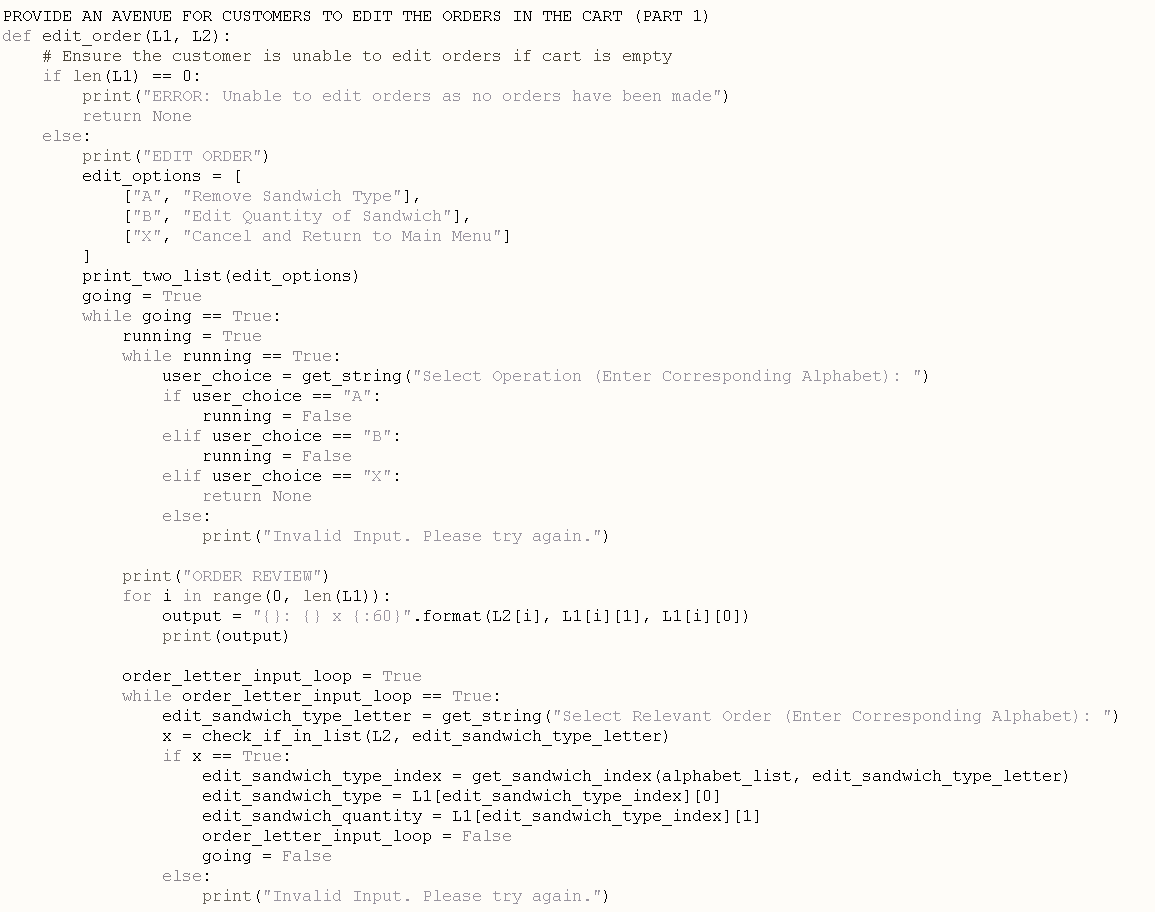 PROVIDE AN AVENUE FOR CUSTOMERS TO EDIT THE ORDERS IN THE CART (PART 1)
def edit_order(L1, L2):
    # Ensure the customer is unable to edit orders if cart is empty
    if len(L1) == 0:
        print("ERROR: Unable to edit orders as no orders have been made")
        return None
    else:
        print("EDIT ORDER")
        edit_options = [
            ["A", "Remove Sandwich Type"],
            ["B", "Edit Quantity of Sandwich"],
            ["X", "Cancel and Return to Main Menu"]
        ]
        print_two_list(edit_options)
        going = True
        while going == True:
            running = True
            while running == True:
                user_choice = get_string("Select Operation (Enter Corresponding Alphabet): ")
                if user_choice == "A":
                    running = False
                elif user_choice == "B":
                    running = False
                elif user_choice == "X":
                    return None
                else:
                    print("Invalid Input. Please try again.")

            print("ORDER REVIEW")
            for i in range(0, len(L1)):
                output = "{}: {} x {:60}".format(L2[i], L1[i][1], L1[i][0])
                print(output)

            order_letter_input_loop = True
            while order_letter_input_loop == True:
                edit_sandwich_type_letter = get_string("Select Relevant Order (Enter Corresponding Alphabet): ")
                x = check_if_in_list(L2, edit_sandwich_type_letter)
                if x == True:
                    edit_sandwich_type_index = get_sandwich_index(alphabet_list, edit_sandwich_type_letter)
                    edit_sandwich_type = L1[edit_sandwich_type_index][0]
                    edit_sandwich_quantity = L1[edit_sandwich_type_index][1]
                    order_letter_input_loop = False
                    going = False
                else:
                    print("Invalid Input. Please try again.")